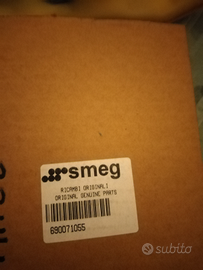 smeg
RICAMBI ORIGINALI
ORIGINAL GENUINE PARTS
690071055
subito